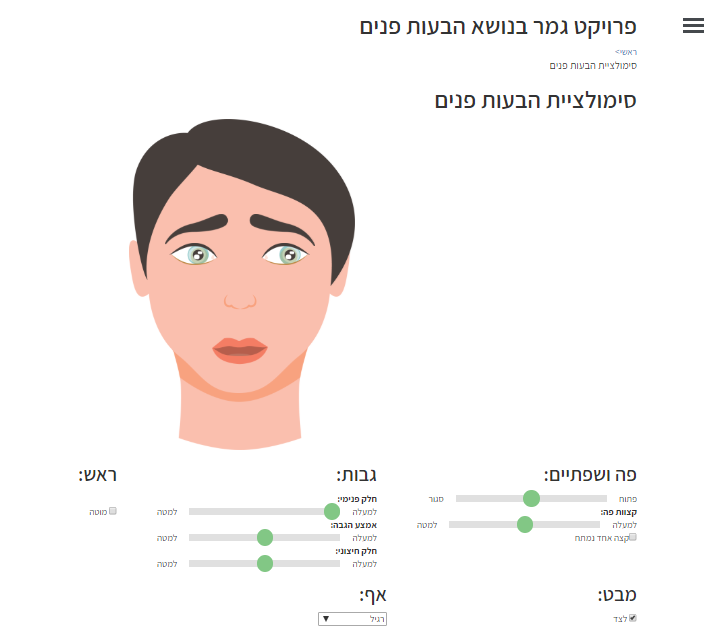 פרויקט גמר בנושא הבעות פנים
ראשי>
סימולציית הבעות פנים
סימולציית הבעות פנים
פה ושפתיים:
פתוח סגור
קצוות פה:
למעלה למטה
קצה אחד נמתח
גבות:
חלק פנימי:
למעלה למטה
אמצע הגבה:
למעלה למטה
חלק חיצוני:
למעלה למטה
ראש:
מוטה
מבט:
לצד
אף:
רגיל